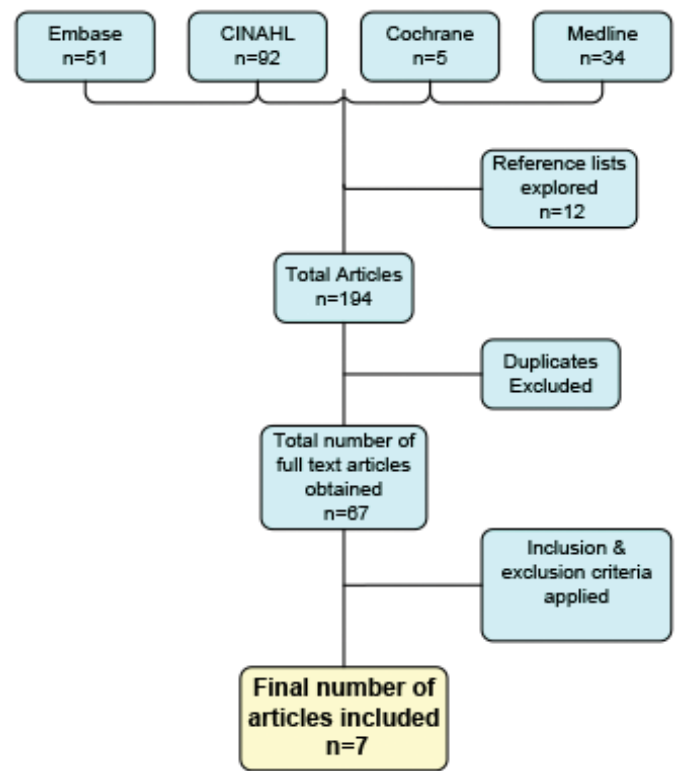 Embase
n=51
CINAHL
n=92
Cochrane
n=5
Medline
n=34
Reference lists
explored
n=12
Total Articles
n=194
Duplicates
Excluded
Total number of
full text articles
obtained
n=67
Inclusion &
exclusion criteria
applied
Final number of
articles included
n=7